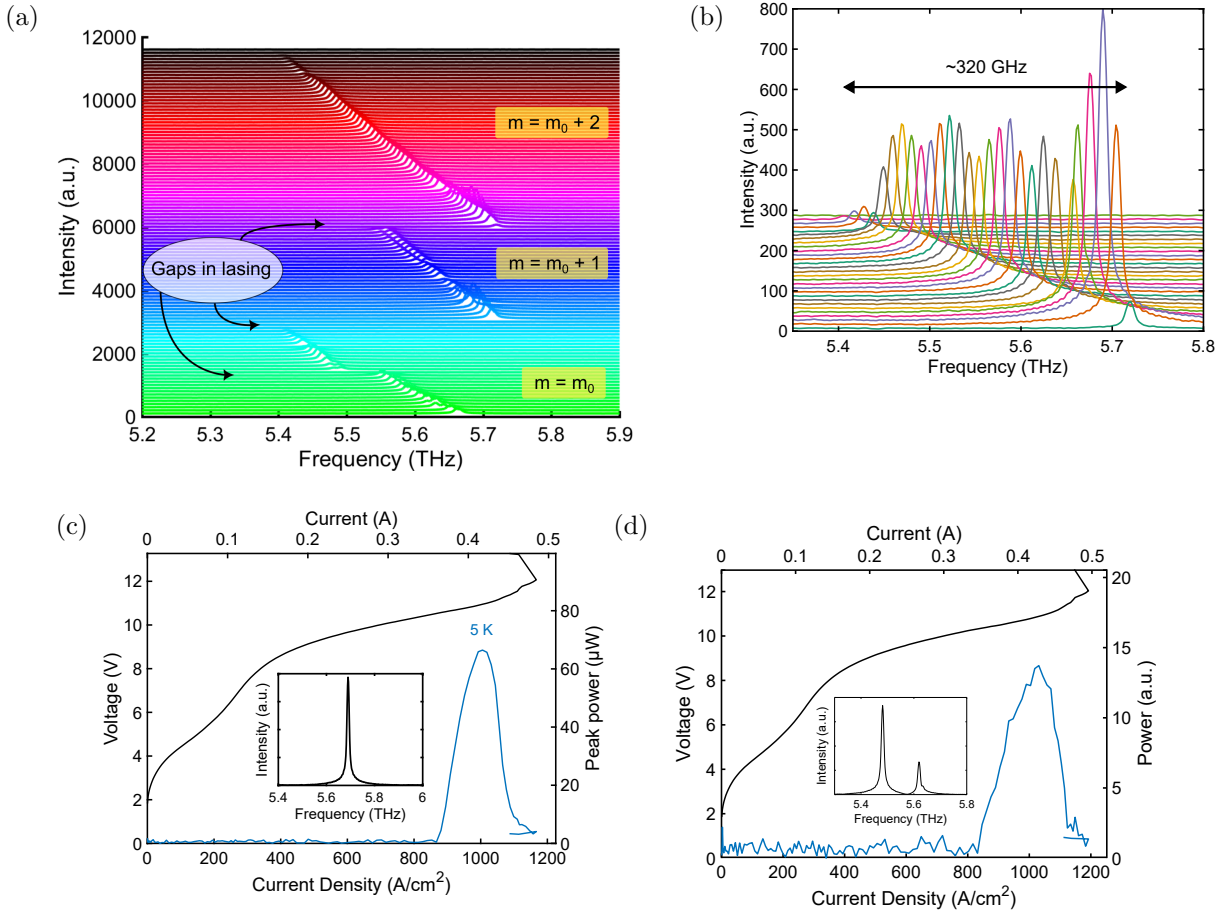 (a)
12000
10000
8000
6000
4000
2000
0
Intensity (a.u.)
m = m0 + 2
m = m0 + 1
m = m0
Gaps in lasing
5.2 5.3 5.4 5.5 5.6 5.7 5.8 5.9
Frequency (THz)
(b)
800
700
600
500
400
300
200
100
0
Intensity (a.u.)
~320 GHz
5.4 5.5 5.6 5.7 5.8
Frequency (THz)
(c)
Current (A)
0 0.1 0.2 0.3 0.4 0.5
12
10
8
6
4
2
0
Voltage (V)
5 K
80
60
40
20
0
Peak power (µW)
Intensity (a.u.)
5.4 5.6 5.8 6
Frequency (THz)
0 200 400 600 800 1000 1200
Current Density (A/cm2)
(d)
Current (A)
0 0.1 0.2 0.3 0.4 0.5
12
10
8
6
4
2
0
Voltage (V)
20
15
10
5
0
Power (a.u.)
Intensity (a.u.)
5.4 5.6 5.8
Frequency (THz)
0 200 400 600 800 1000 1200
Current Density (A/cm2)